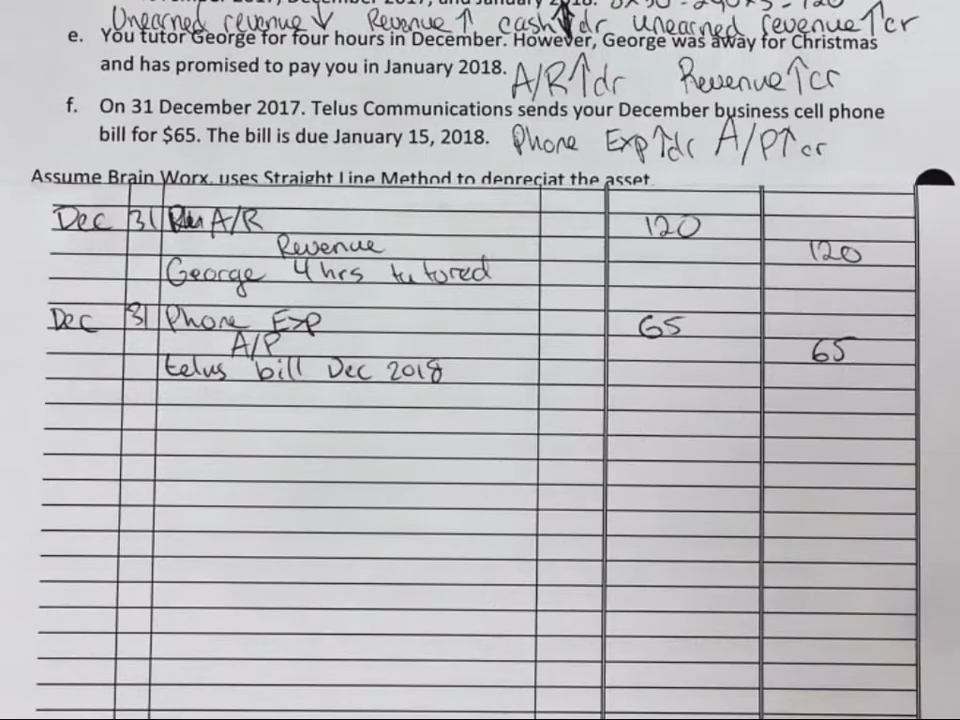 Unearned revenue ↓ Revenue ↑ cash ↑ dr unearned revenue ↑ cr
e. You tutor George for four hours in December. However, George was away for Christmas
and has promised to pay you in January 2018. A/R ↑ dr Revenue ↑ cr
f. On 31 December 2017. Telus Communications sends your December business cell phone
bill for $65. The bill is due January 15, 2018. Phone Exp ↑ dr A/P ↑ cr
Assume Brain Worx. uses Straight Line Method to depreciat the asset
Dec 31 A/R 120
Revenue 120
George 4 hrs tutored
Dec 31 Phone Exp 65
A/P 65
telus bill Dec 2018